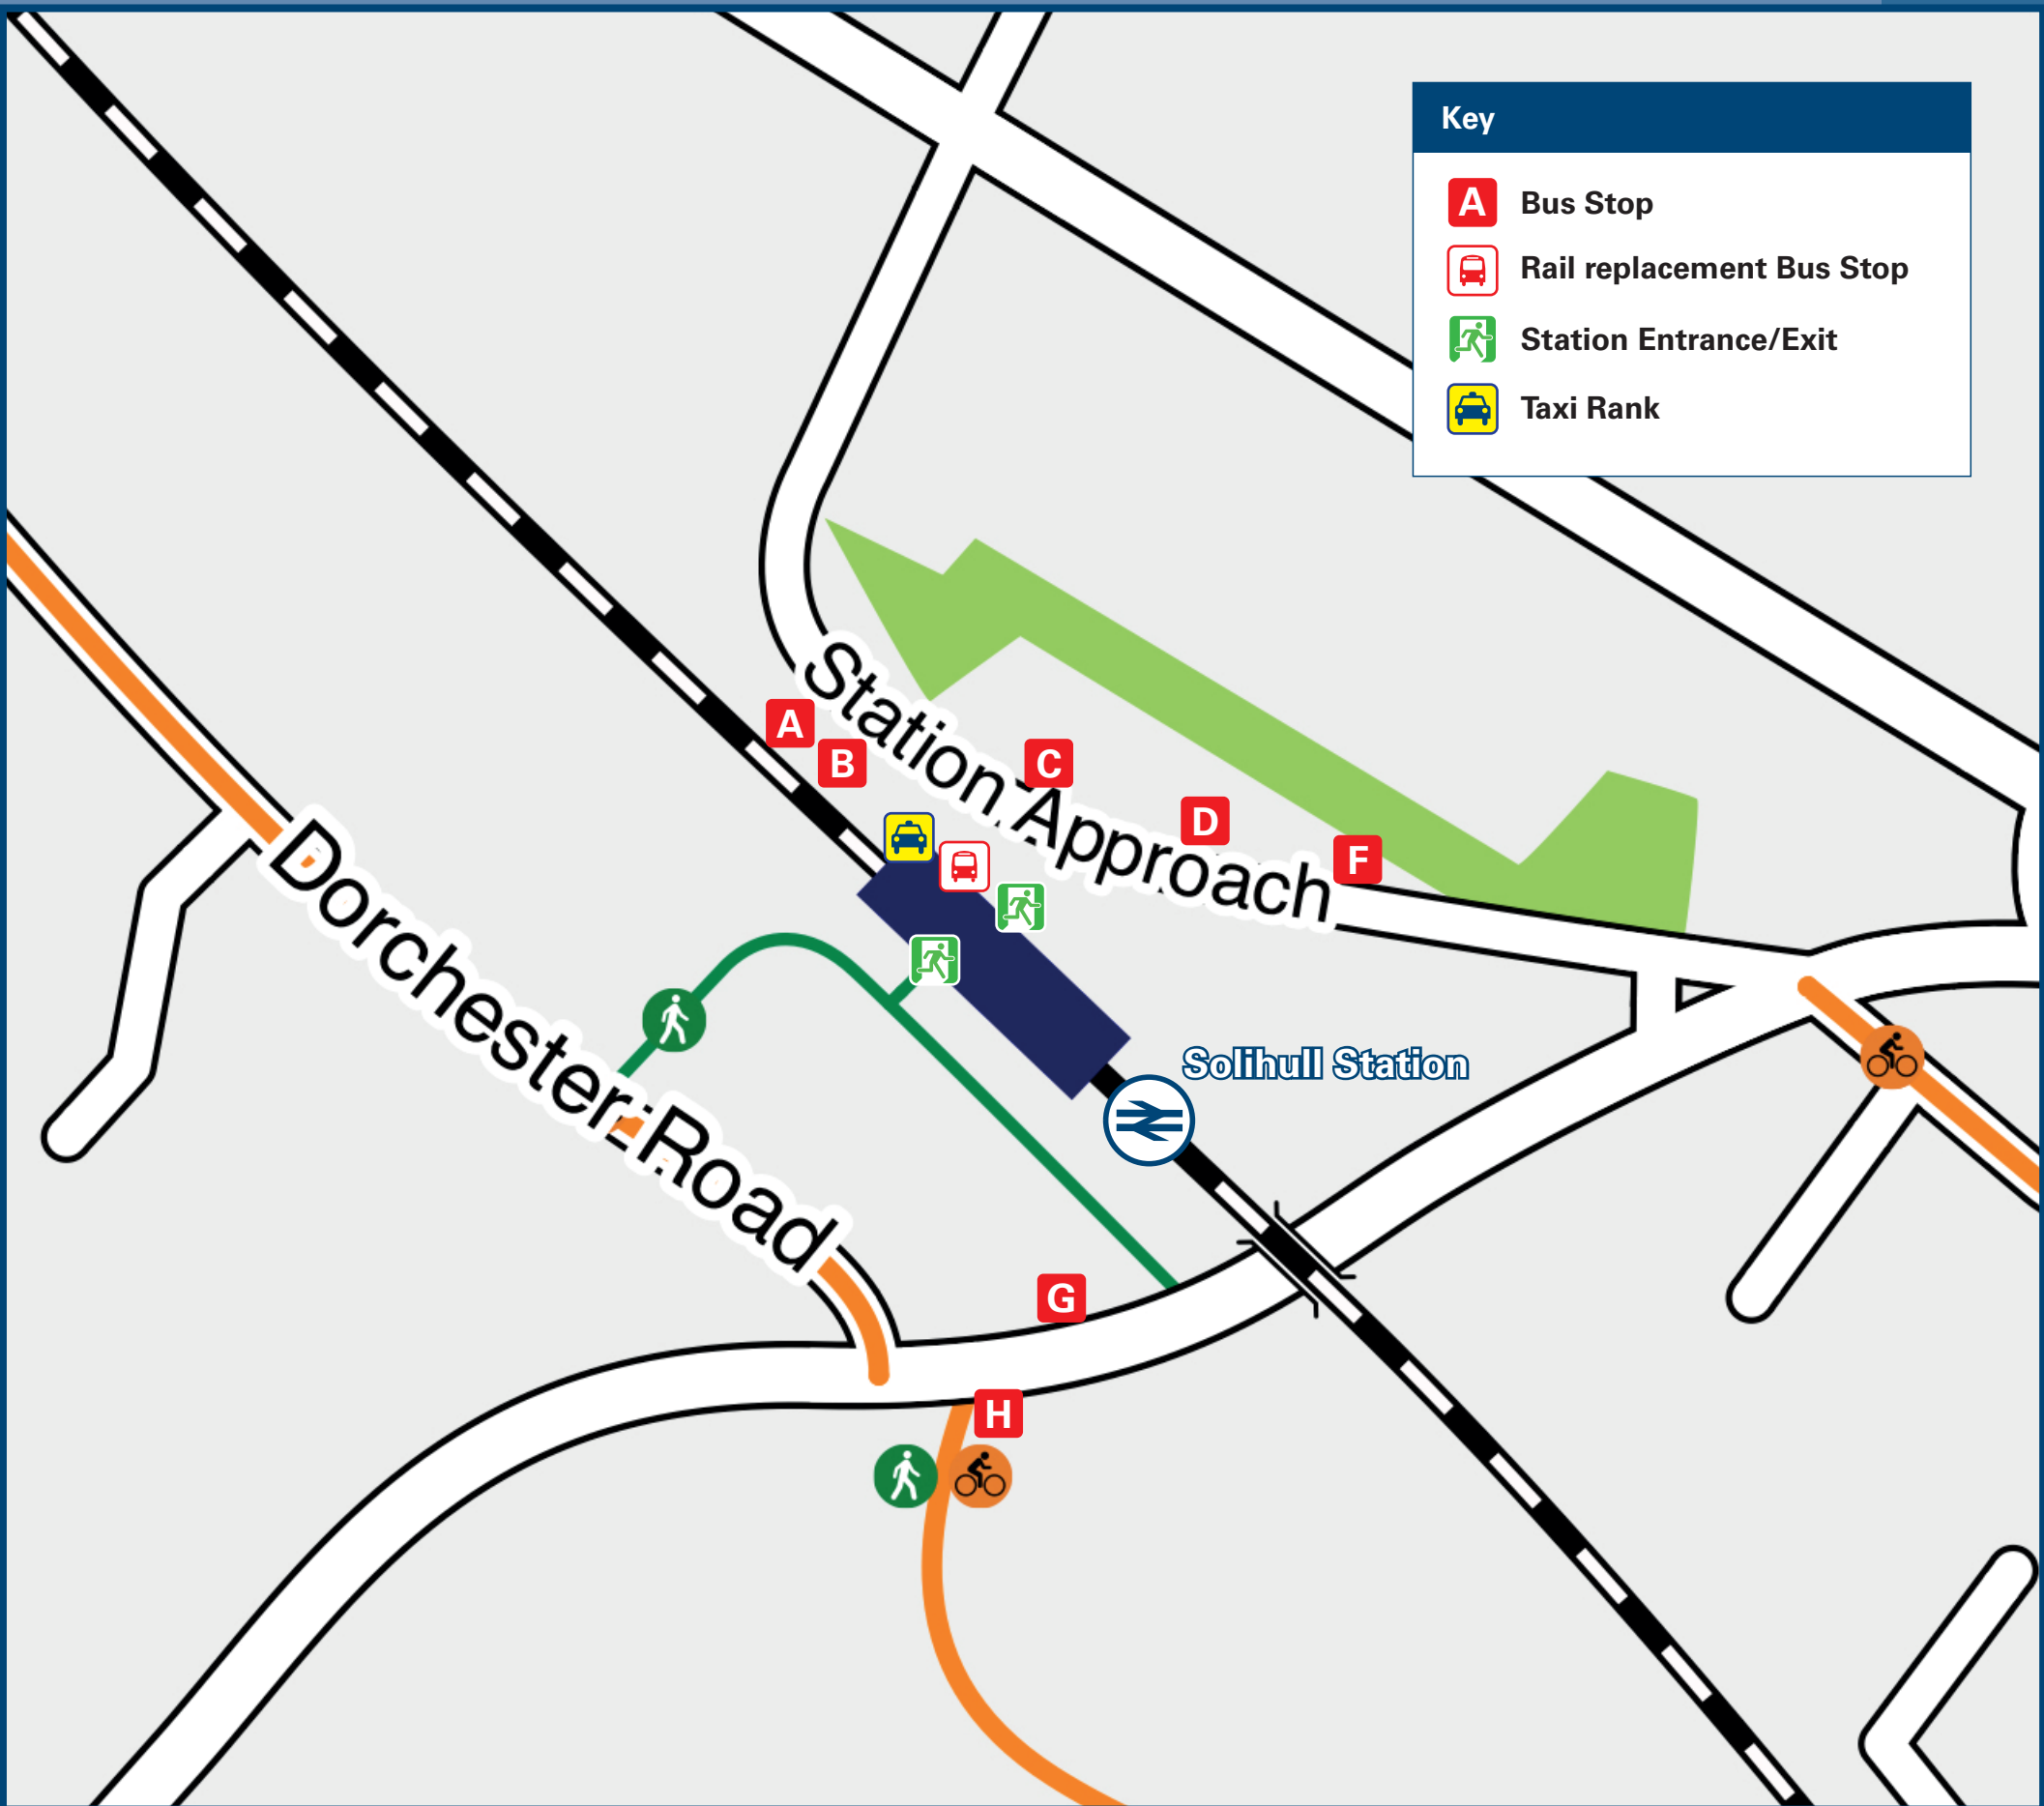 Key
A Bus Stop
Rail replacement Bus Stop
Station Entrance/Exit
Taxi Rank
Station Approach
A
B
C
D
F
Dorchester Road
Solihull Station
G
H